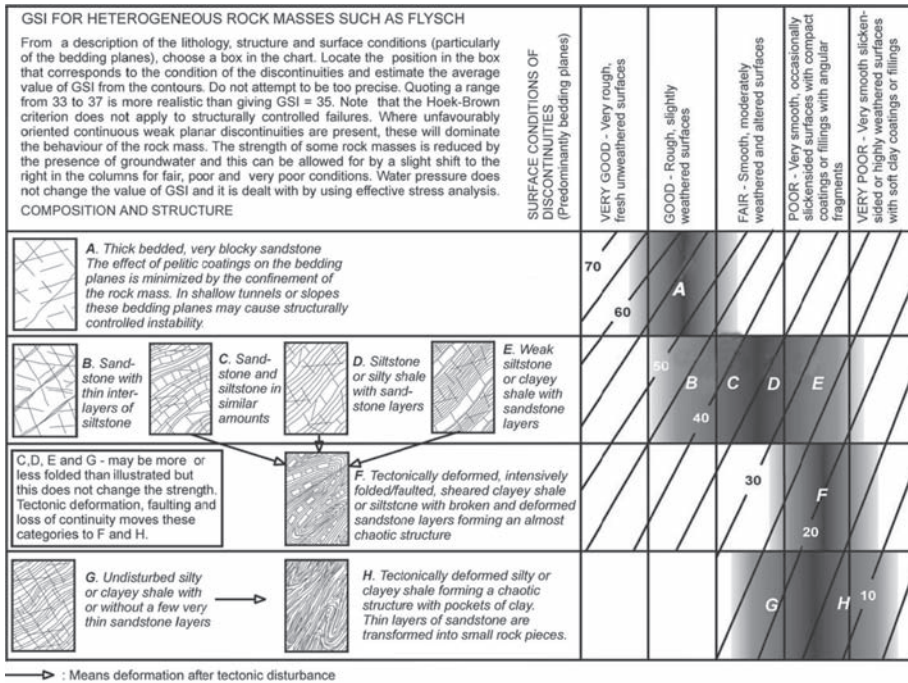 GSI FOR HETEROGENEOUS ROCK MASSES SUCH AS FLYSCH
From a description of the lithology, structure and surface conditions (particularly
of the bedding planes), choose a box in the chart. Locate the position in the box
that corresponds to the condition of the discontinuities and estimate the average
value of GSI from the contours. Do not attempt to be too precise. Quoting a range
from 33 to 37 is more realistic than giving GSI = 35. Note that the Hoek-Brown
criterion does not apply to structurally controlled failures. Where unfavourably
oriented continuous weak planar discontinuities are present, these will dominate
the behaviour of the rock mass. The strength of some rock masses is reduced by
the presence of groundwater and this can be allowed for by a slight shift to the
right in the columns for fair, poor and very poor conditions. Water pressure does
not change the value of GSI and it is dealt with by using effective stress analysis.
COMPOSITION AND STRUCTURE
SURFACE CONDITIONS OF
DISCONTINUITIES
(Predominantly bedding planes)
VERY GOOD - Very rough,
fresh unweathered surfaces
GOOD - Rough, slightly
weathered surfaces
FAIR - Smooth, moderately
weathered and altered surfaces
POOR - Very smooth, occasionally
slickensided surfaces with compact
coatings or fillings with angular
fragments
VERY POOR - Very smooth slicken-
sided or highly weathered surfaces
with soft clay coatings or fillings
A. Thick bedded, very blocky sandstone
The effect of pelitic coatings on the bedding
planes is minimized by the confinement of
the rock mass. In shallow tunnels or slopes
these bedding planes may cause structurally
controlled instability.
70
60
A
B. Sand-
stone with
thin inter-
layers of
siltstone
C. Sand-
stone and
siltstone in
similar
amounts
D. Siltstone
or silty shale
with sand-
stone layers
E. Weak
siltstone
or clayey
shale with
sandstone
layers
50
B
C
D
E
40
C,D, E and G - may be more or
less folded than illustrated but
this does not change the strength.
Tectonic deformation, faulting and
loss of continuity moves these
categories to F and H.
F. Tectonically deformed, intensively
folded/faulted, sheared clayey shale
or siltstone with broken and deformed
sandstone layers forming an almost
chaotic structure
30
F
20
G. Undisturbed silty
or clayey shale with
or without a few very
thin sandstone layers
H. Tectonically deformed silty or
clayey shale forming a chaotic
structure with pockets of clay.
Thin layers of sandstone are
transformed into small rock pieces.
G
H
10
: Means deformation after tectonic disturbance